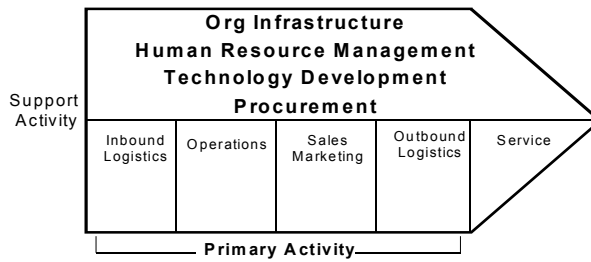 Org Infrastructure
Human Resource Management
Technology Development
Procurement
Support
Activity
Inbound
Logistics
Operations
Sales
Marketing
Outbound
Logistics
Service
Primary Activity